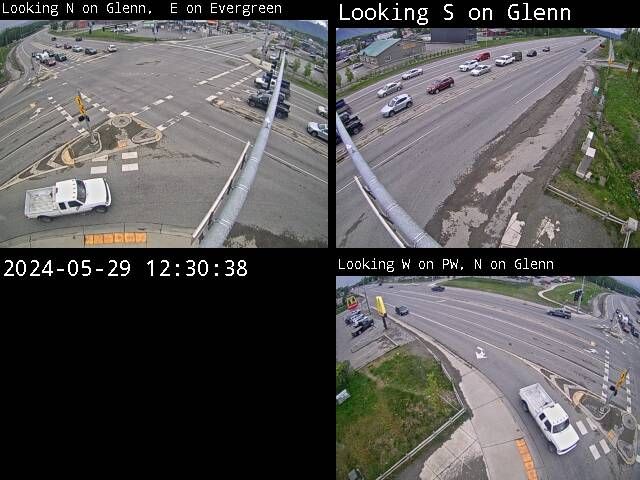 Looking N on Glenn,  E on Evergreen
Looking S on Glenn
2024-05-29 12:30:38
Looking W on PW, N on Glenn